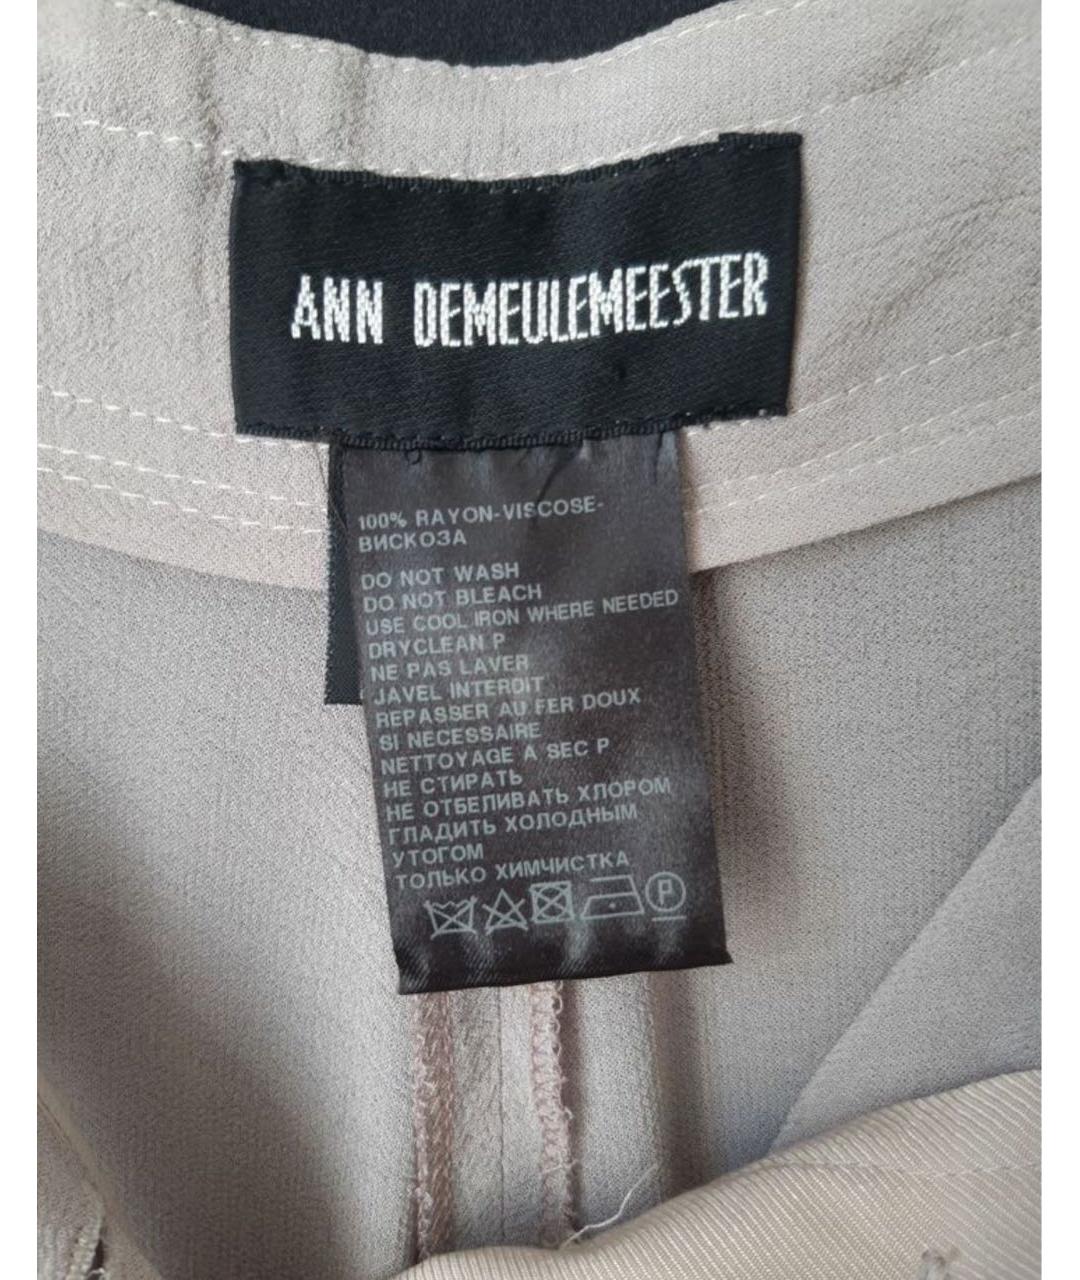 ANN DEMEULEMEESTER
100% RAYON-VISCOSE-
ВИСКОЗА
DO NOT WASH
DO NOT BLEACH
USE COOL IRON WHERE NEEDED
DRYCLEAN P
NE PAS LAVER
JAVEL INTERDIT
REPASSER AU FER DOUX
SI NECESSAIRE
NETTOYAGE A SEC P
НЕ СТИРАТЬ
НЕ ОТБЕЛИВАТЬ ХЛОРОМ
ГЛАДИТЬ ХОЛОДНЫМ
УТОГОМ
ТОЛЬКО ХИМЧИСТКА
P